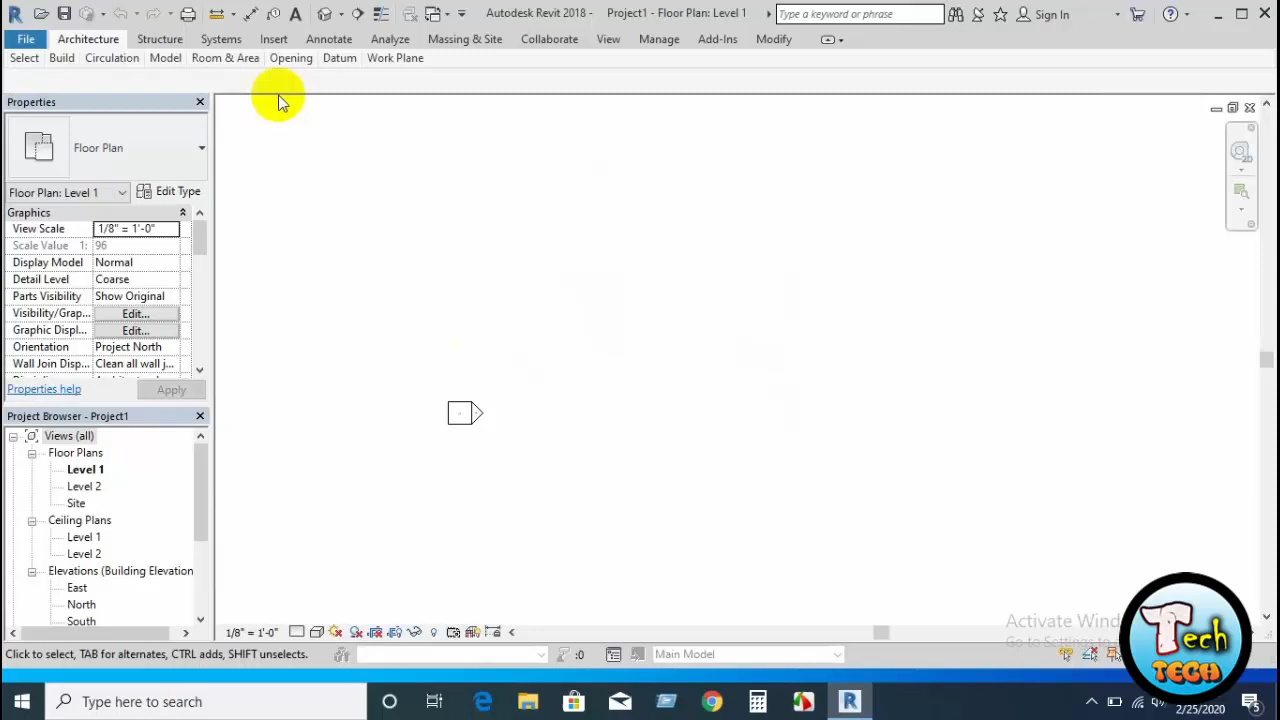 Autodesk Revit 2018 - Project1 - Floor Plan: Level 1
Type a keyword or phrase
Sign In
File Architecture Structure Systems Insert Annotate Analyze Massing & Site Collaborate View Manage Add-Ins Modify
Select Build Circulation Model Room & Area Opening Datum Work Plane
Properties
Floor Plan
Floor Plan: Level 1
Edit Type
Graphics
View Scale 1/8" = 1'-0"
Scale Value 1: 96
Display Model Normal
Detail Level Coarse
Parts Visibility Show Original
Visibility/Grap... Edit...
Graphic Displ... Edit...
Orientation Project North
Wall Join Disp... Clean all wall j...
Properties help
Apply
Project Browser - Project1
Views (all)
Floor Plans
Level 1
Level 2
Site
Ceiling Plans
Level 1
Level 2
Elevations (Building Elevation
East
North
South
2D
1/8" = 1'-0"
Click to select, TAB for alternates, CTRL adds, SHIFT unselects.
:0
Main Model
Activate Wind
Go to Settings to
Tech
TECH
Type here to search
2/25/2020
5